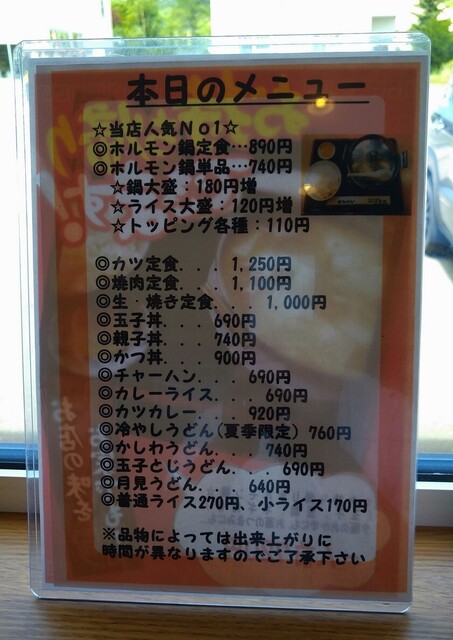 本日のメニュー
☆当店人気No1☆
◎ホルモン鍋定食…890円
◎ホルモン鍋単品…740円
☆鍋大盛：180円増
☆ライス大盛：120円増
☆トッピング各種：110円
◎カツ定食．．．1,250円
◎焼肉定食．．．1,100円
◎生・焼き定食．．．1,000円
◎玉子丼．．．690円
◎親子丼．．．740円
◎かつ丼．．．900円
◎チャーハン．．．690円
◎カレーライス．．．690円
◎カツカレー．．．920円
◎冷やしうどん(夏季限定) 760円
◎かしわうどん．．．740円
◎玉子とじうどん．．．690円
◎月見うどん．．．640円
◎普通ライス270円、小ライス170円
※品物によっては出来上がりに
時間が異なりますのでご了承下さい